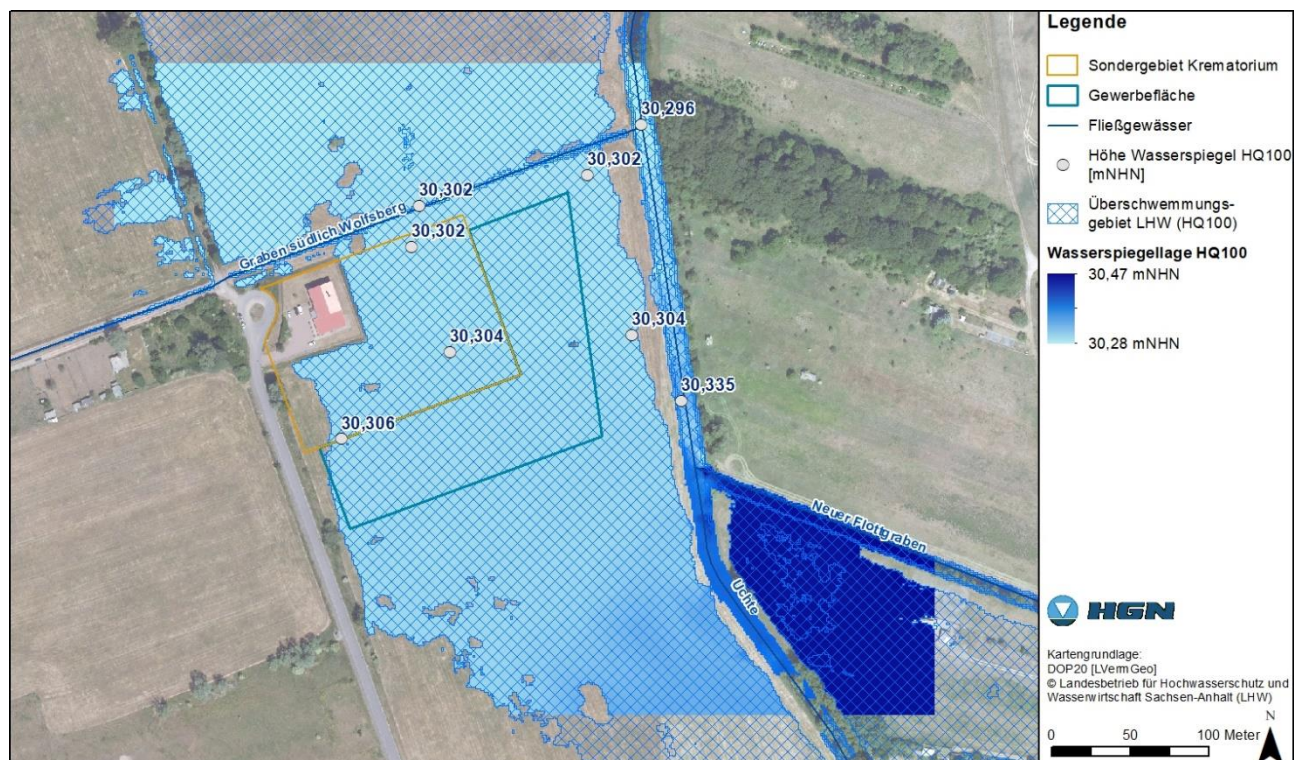 30,296
30,302
30,302
Graben südlich Wolfsberg
30,302
30,304
30,304
30,335
30,306
Neuer Flottgraben
Uchte
Legende
Sondergebiet Krematorium
Gewerbefläche
Fließgewässer
Höhe Wasserspiegel HQ100
[mNHN]
Überschwemmungs-
gebiet LHW (HQ100)
Wasserspiegellage HQ100
30,47 mNHN
30,28 mNHN
HGN
Kartengrundlage:
DOP20 [LVermGeo]
© Landesbetrieb für Hochwasserschutz und
Wasserwirtschaft Sachsen-Anhalt (LHW)
N
0 50 100 Meter